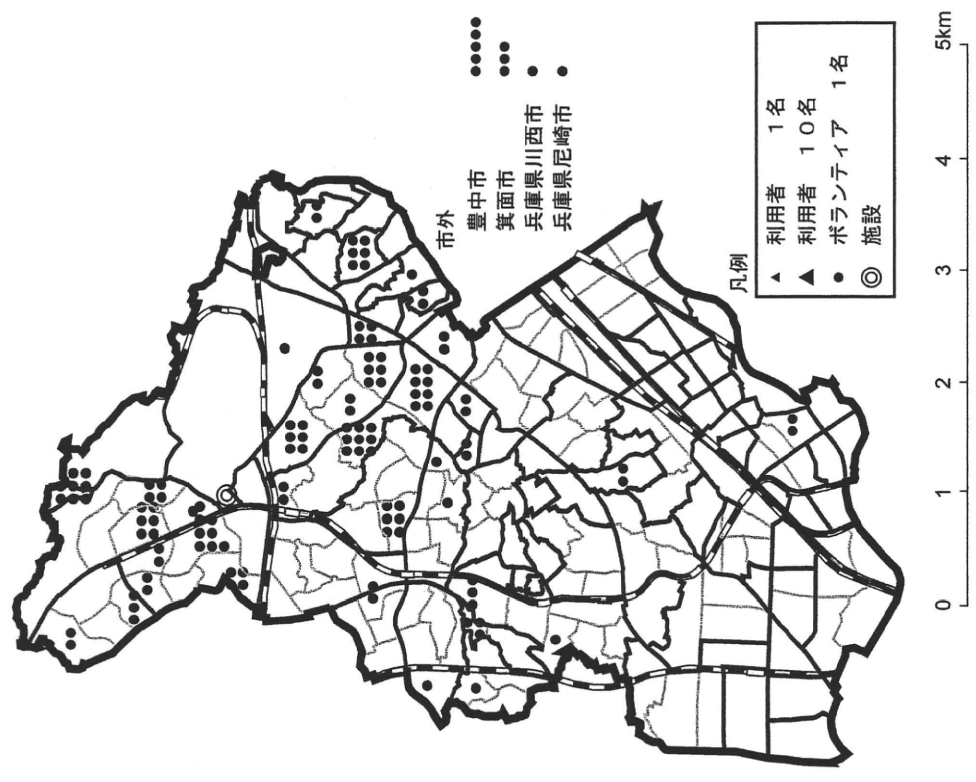 市外
豊中市
箕面市
兵庫県川西市
兵庫県尼崎市
凡例
利用者 1名
利用者 10名
ボランティア 1名
施設
0 1 2 3 4 5km